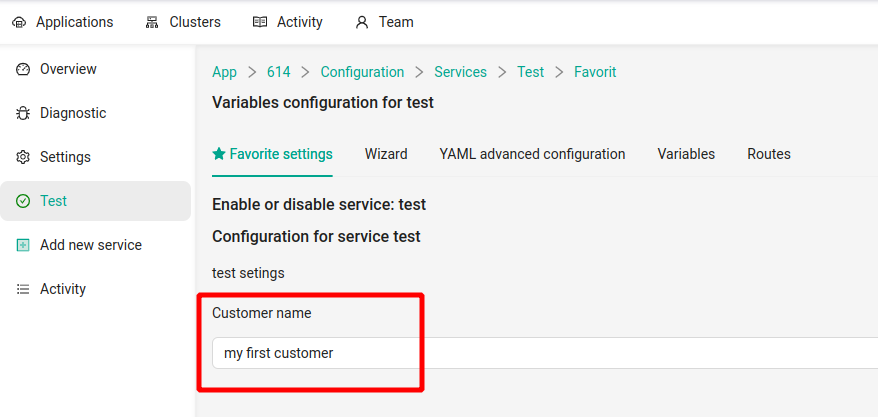 Applications Clusters Activity Team
Overview
Diagnostic
Settings
Test
Add new service
Activity
App > 614 > Configuration > Services > Test > Favorit
Variables configuration for test
Favorite settings Wizard YAML advanced configuration Variables Routes
Enable or disable service: test
Configuration for service test
test setings
Customer name
my first customer